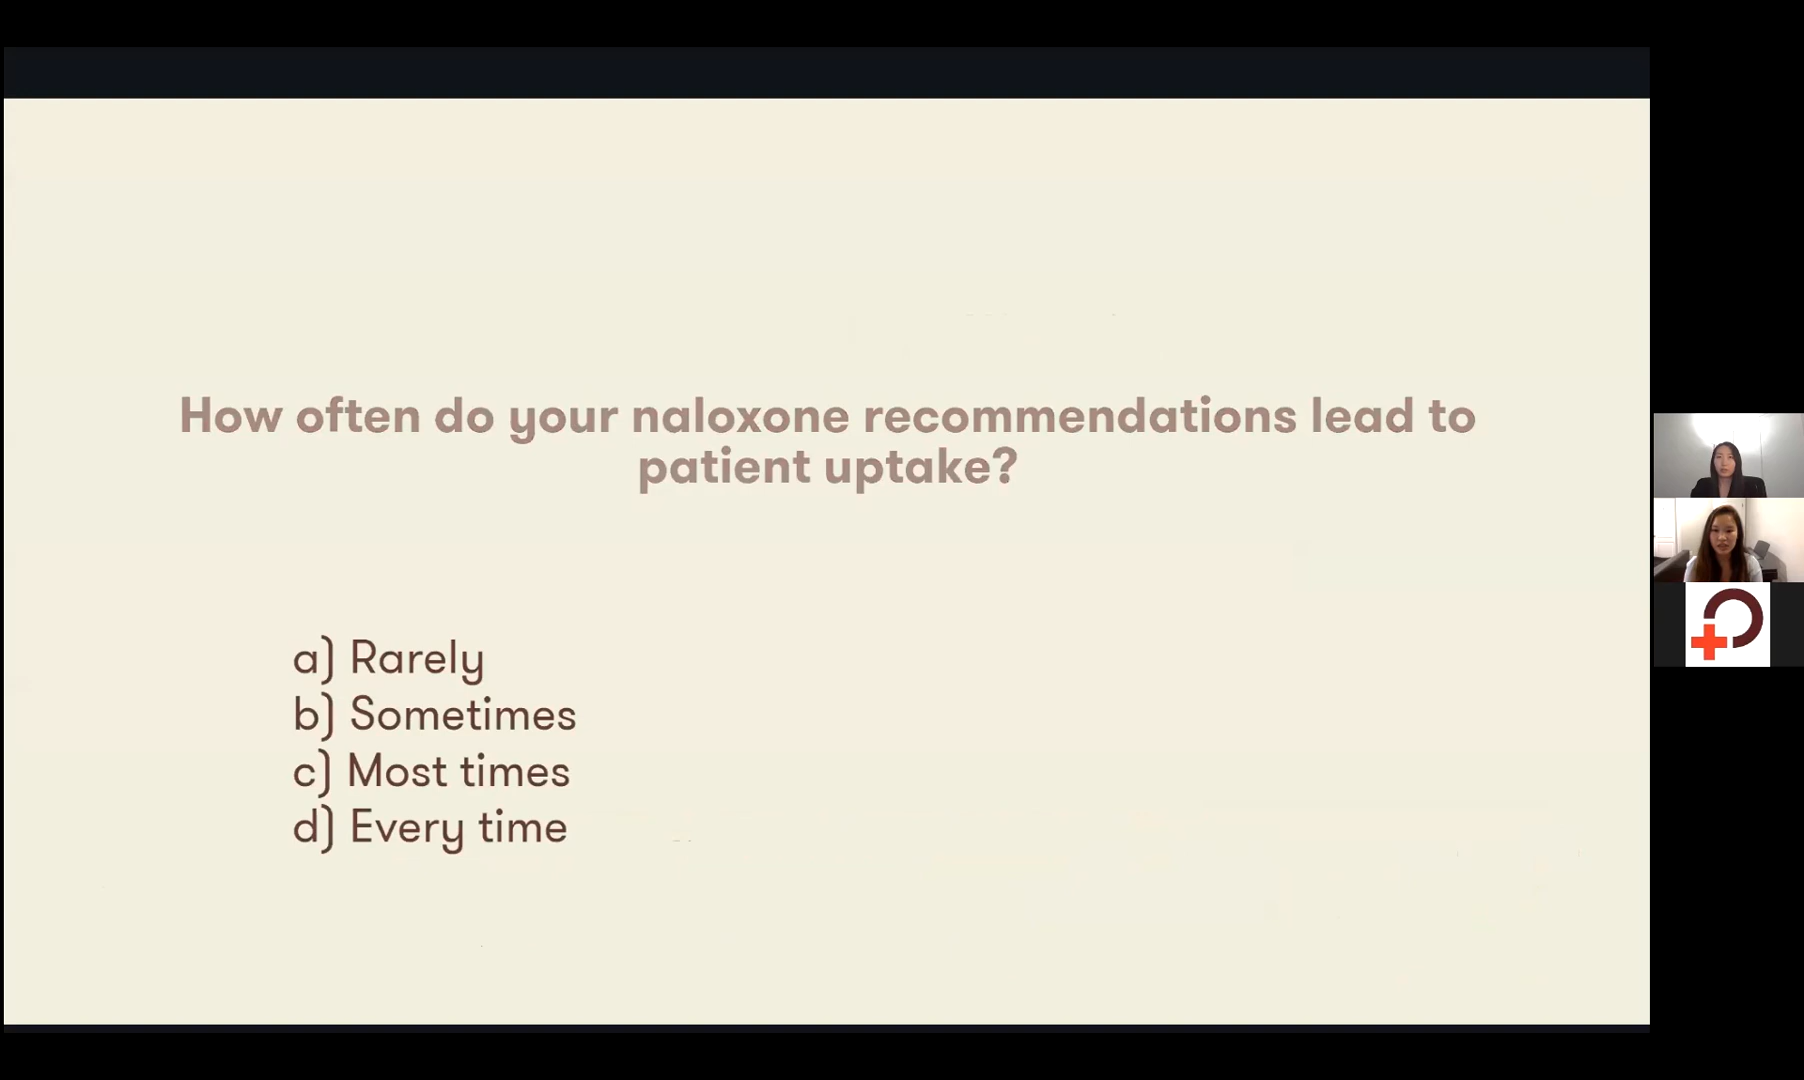 How often do your naloxone recommendations lead to
patient uptake?
a) Rarely
b) Sometimes
c) Most times
d) Every time